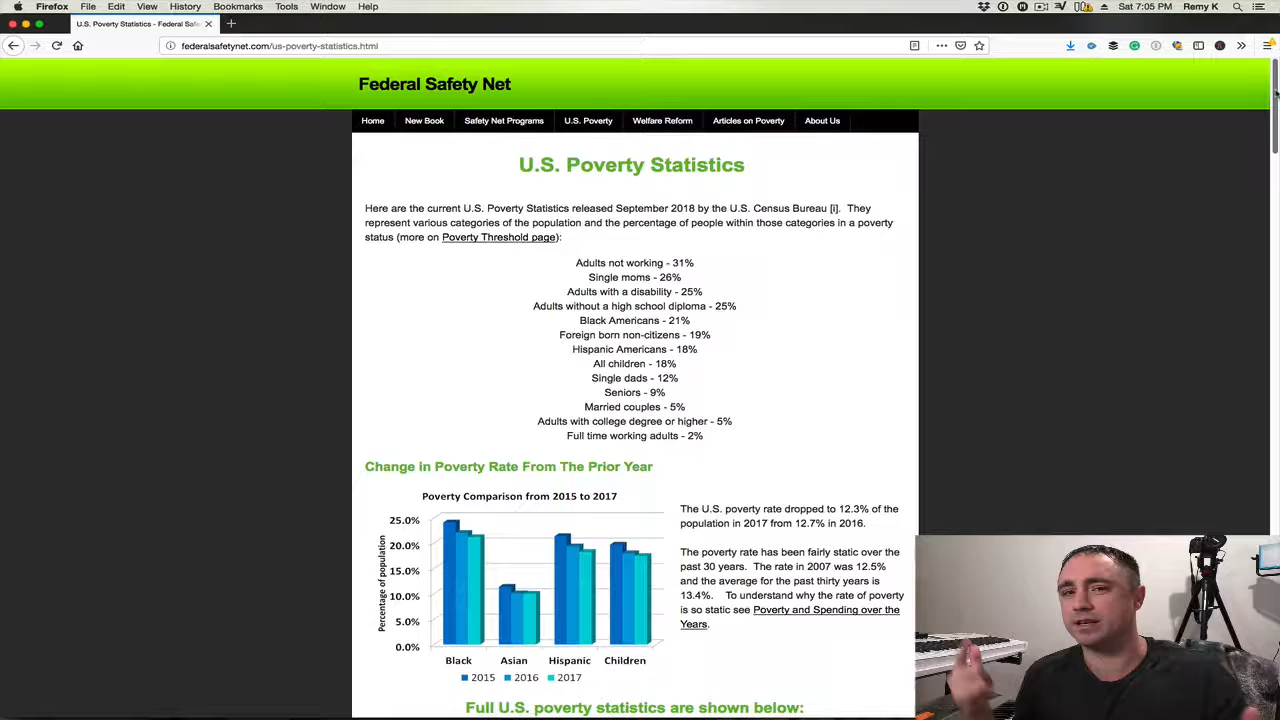 Firefox File Edit View History Bookmarks Tools Window Help Sat 7:05 PM Remy K
U.S. Poverty Statistics - Federal Safe
federalsafetynet.com/us-poverty-statistics.html
Federal Safety Net
Home New Book Safety Net Programs U.S. Poverty Welfare Reform Articles on Poverty About Us
U.S. Poverty Statistics
Here are the current U.S. Poverty Statistics released September 2018 by the U.S. Census Bureau [i]. They
represent various categories of the population and the percentage of people within those categories in a poverty
status (more on Poverty Threshold page):
Adults not working - 31%
Single moms - 26%
Adults with a disability - 25%
Adults without a high school diploma - 25%
Black Americans - 21%
Foreign born non-citizens - 19%
Hispanic Americans - 18%
All children - 18%
Single dads - 12%
Seniors - 9%
Married couples - 5%
Adults with college degree or higher - 5%
Full time working adults - 2%
Change in Poverty Rate From The Prior Year
Poverty Comparison from 2015 to 2017
25.0%
20.0%
15.0%
10.0%
5.0%
0.0%
Percentage of population
Black Asian Hispanic Children
2015 2016 2017
The U.S. poverty rate dropped to 12.3% of the
population in 2017 from 12.7% in 2016.
The poverty rate has been fairly static over the
past 30 years. The rate in 2007 was 12.5%
and the average for the past thirty years is
13.4%. To understand why the rate of poverty
is so static see Poverty and Spending over the
Years.
Full U.S. poverty statistics are shown below: